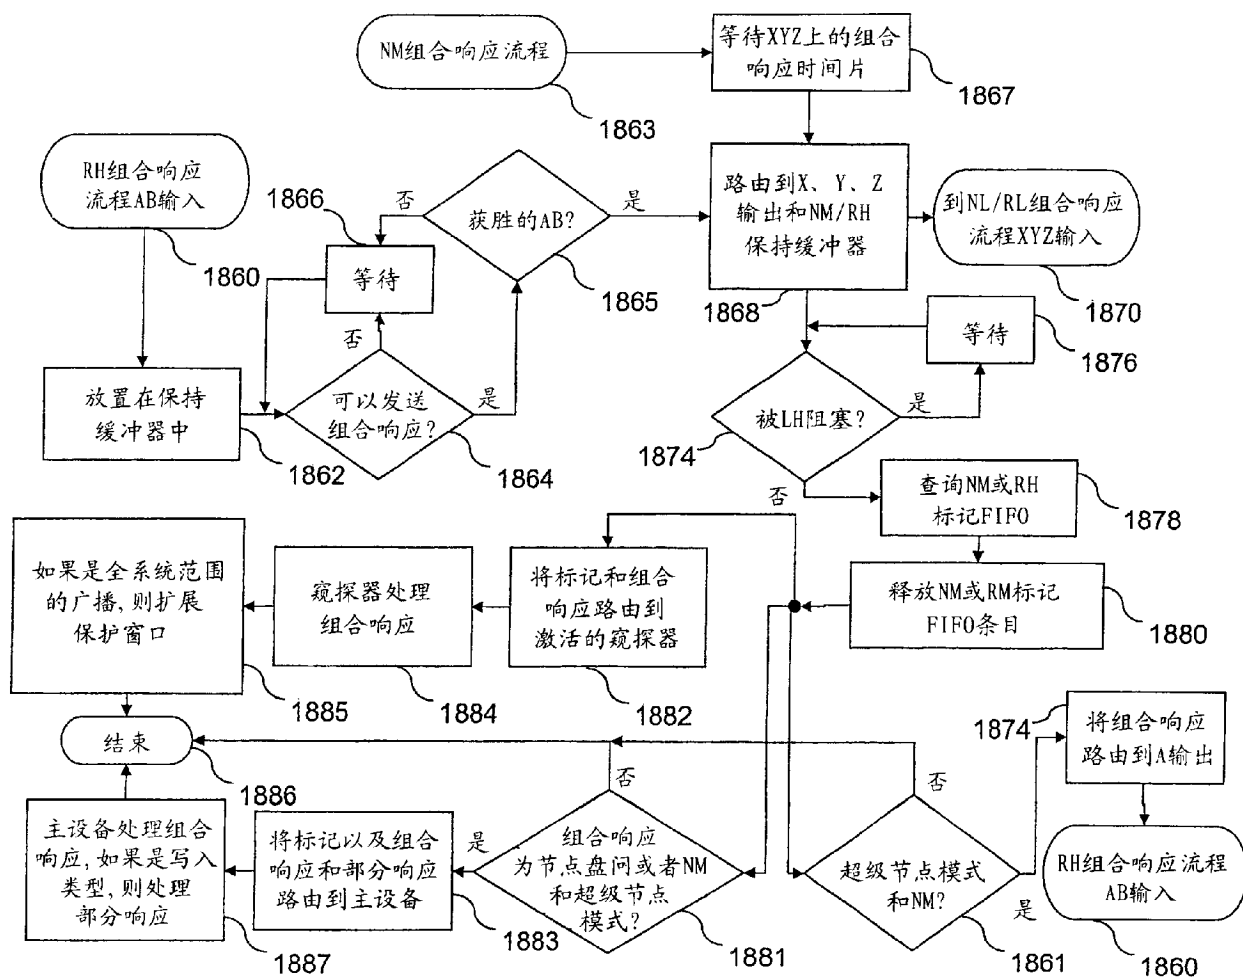 NM组合响应流程
1863
等待XYZ上的组合
响应时间片
1867
RH组合响应
流程AB输入
1860
1866
否
等待
否
获胜的AB?
是
1865
路由到X、Y、Z
输出和NM/RH
保持缓冲器
1868
到NL/RL组合响应
流程XYZ输入
1870
等待
1876
放置在保持
缓冲器中
1862
可以发送
组合响应?
是
1864
被LH阻塞?
是
1874
否
查询NM或RH
标记FIFO
1878
释放NM或RM标记
FIFO条目
1880
如果是全系统范围
的广播,则扩展
保护窗口
1885
窥探器处理
组合响应
1884
将标记和组合
响应路由到
激活的窥探器
1882
结束
1886
1874
将组合响应
路由到A输出
否
否
主设备处理组合
响应,如果是写入
类型,则处理
部分响应
1887
将标记以及组合
响应和部分响应
路由到主设备
1883
是
组合响应
为节点盘问或者NM
和超级节点
模式?
1881
超级节点模式
和NM?
是
1861
RH组合响应流程
AB输入
1860